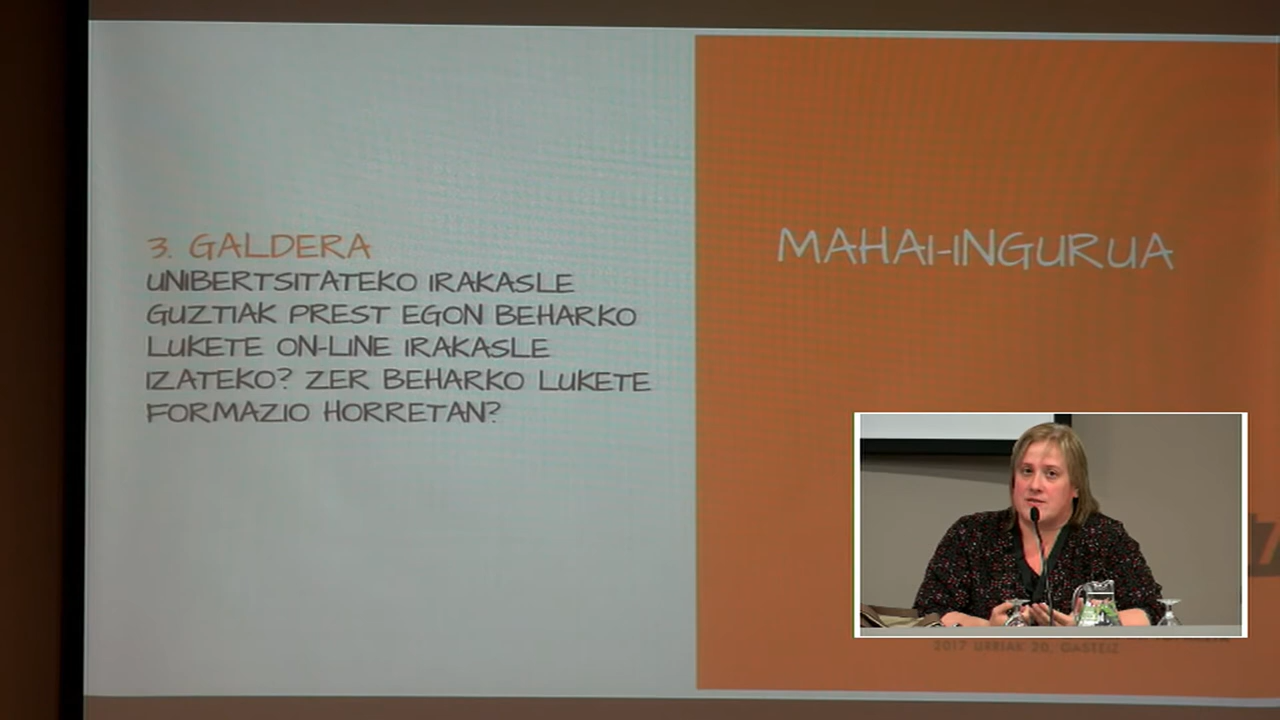 3. GALDERA
UNIBERTSITATEKO IRAKASLE
GUZTIAK PREST EGON BEHARKO
LUKETE ON-LINE IRAKASLE
IZATEKO? ZER BEHARKO LUKETE
FORMAZIO HORRETAN?
MAHAI-INGURUA
2017 URRIAK 20, GASTEIZ